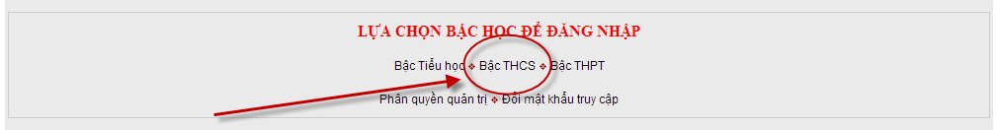 LỰA CHỌN BẬC HỌC ĐỂ ĐĂNG NHẬP
Bậc Tiểu học ❖ Bậc THCS ❖ Bậc THPT
Phân quyền quản trị ❖ Đổi mật khẩu truy cập